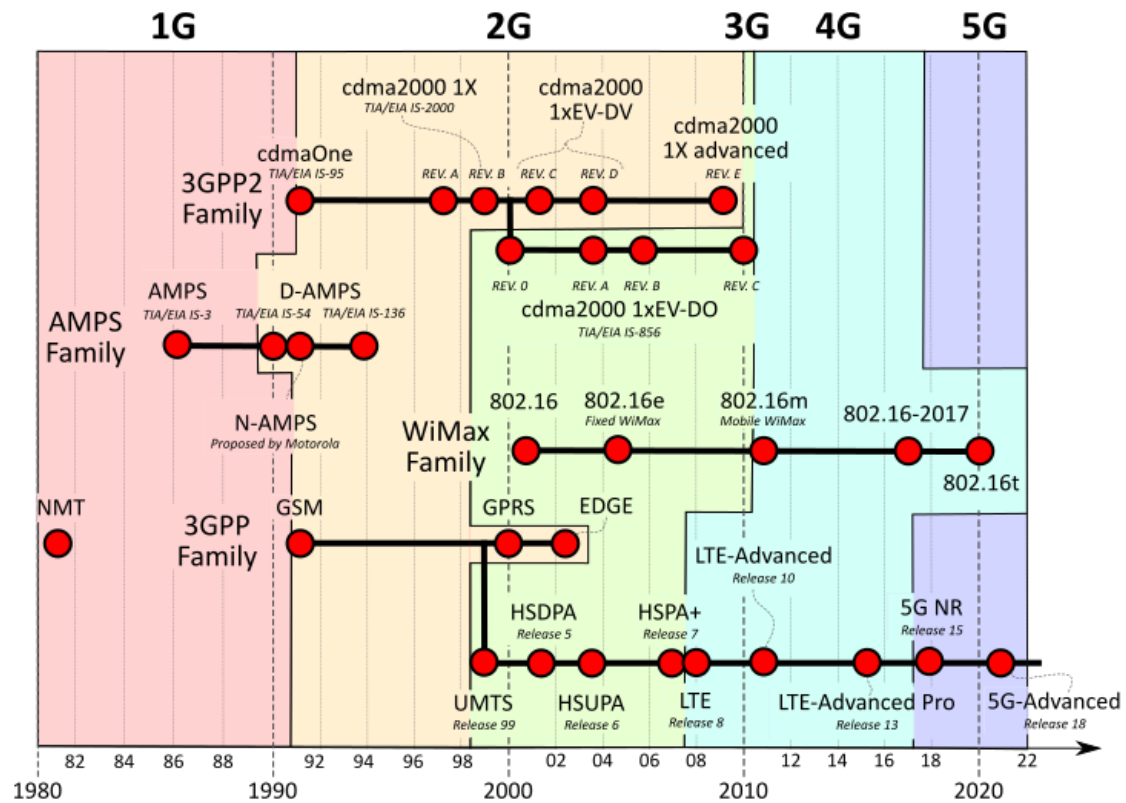 1G
2G
3G
4G
5G
cdma2000 1X
TIA/EIA IS-2000
cdma2000
1xEV-DV
cdma2000
1X advanced
cdmaOne
TIA/EIA IS-95
REV. A
REV. B
REV. C
REV. D
REV. E
3GPP2
Family
REV. 0
REV. A
REV. B
REV. C
cdma2000 1xEV-DO
TIA/EIA IS-856
AMPS
TIA/EIA IS-3
D-AMPS
TIA/EIA IS-54
TIA/EIA IS-136
AMPS
Family
N-AMPS
Proposed by Motorola
802.16
802.16e
Fixed WiMax
802.16m
Mobile WiMax
802.16-2017
WiMax
Family
802.16t
NMT
GSM
GPRS
EDGE
3GPP
Family
LTE-Advanced
Release 10
HSDPA
Release 5
HSPA+
Release 7
5G NR
Release 15
UMTS
Release 99
HSUPA
Release 6
LTE
Release 8
LTE-Advanced Pro
Release 13
5G-Advanced
Release 18
82 84 86 88 92 94 96 98 02 04 06 08 12 14 16 18 22
1980 1990 2000 2010 2020